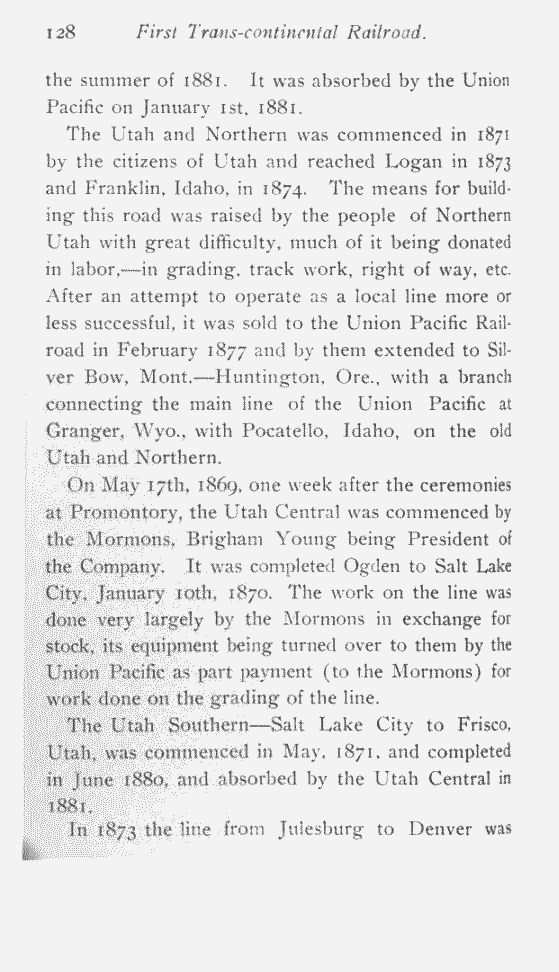 128 First Trans-continental Railroad.
the summer of 1881. It was absorbed by the Union
Pacific on January 1st, 1881.
The Utah and Northern was commenced in 1871
by the citizens of Utah and reached Logan in 1873
and Franklin, Idaho, in 1874. The means for build-
ing this road was raised by the people of Northern
Utah with great difficulty, much of it being donated
in labor,—in grading, track work, right of way, etc.
After an attempt to operate as a local line more or
less successful, it was sold to the Union Pacific Rail-
road in February 1877 and by them extended to Sil-
ver Bow, Mont.—Huntington, Ore., with a branch
connecting the main line of the Union Pacific at
Granger, Wyo., with Pocatello, Idaho, on the old
Utah and Northern.
On May 17th, 1869, one week after the ceremonies
at Promontory, the Utah Central was commenced by
the Mormons, Brigham Young being President of
the Company. It was completed Ogden to Salt Lake
City, January 10th, 1870. The work on the line was
done very largely by the Mormons in exchange for
stock, its equipment being turned over to them by the
Union Pacific as part payment (to the Mormons) for
work done on the grading of the line.
The Utah Southern—Salt Lake City to Frisco,
Utah, was commenced in May, 1871, and completed
in June 1880, and absorbed by the Utah Central in
1881.
In 1873 the line from Julesburg to Denver was